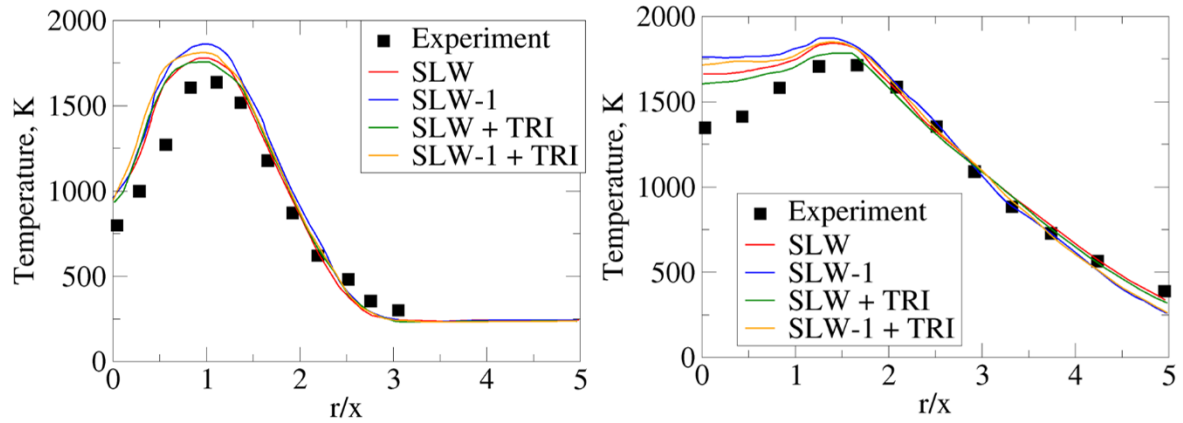 2000
1500
1000
500
0
Temperature, K
Experiment
SLW
SLW-1
SLW + TRI
SLW-1 + TRI
0 1 2 3 4 5
r/x
2000
1500
1000
500
0
Temperature, K
Experiment
SLW
SLW-1
SLW + TRI
SLW-1 + TRI
0 1 2 3 4 5
r/x